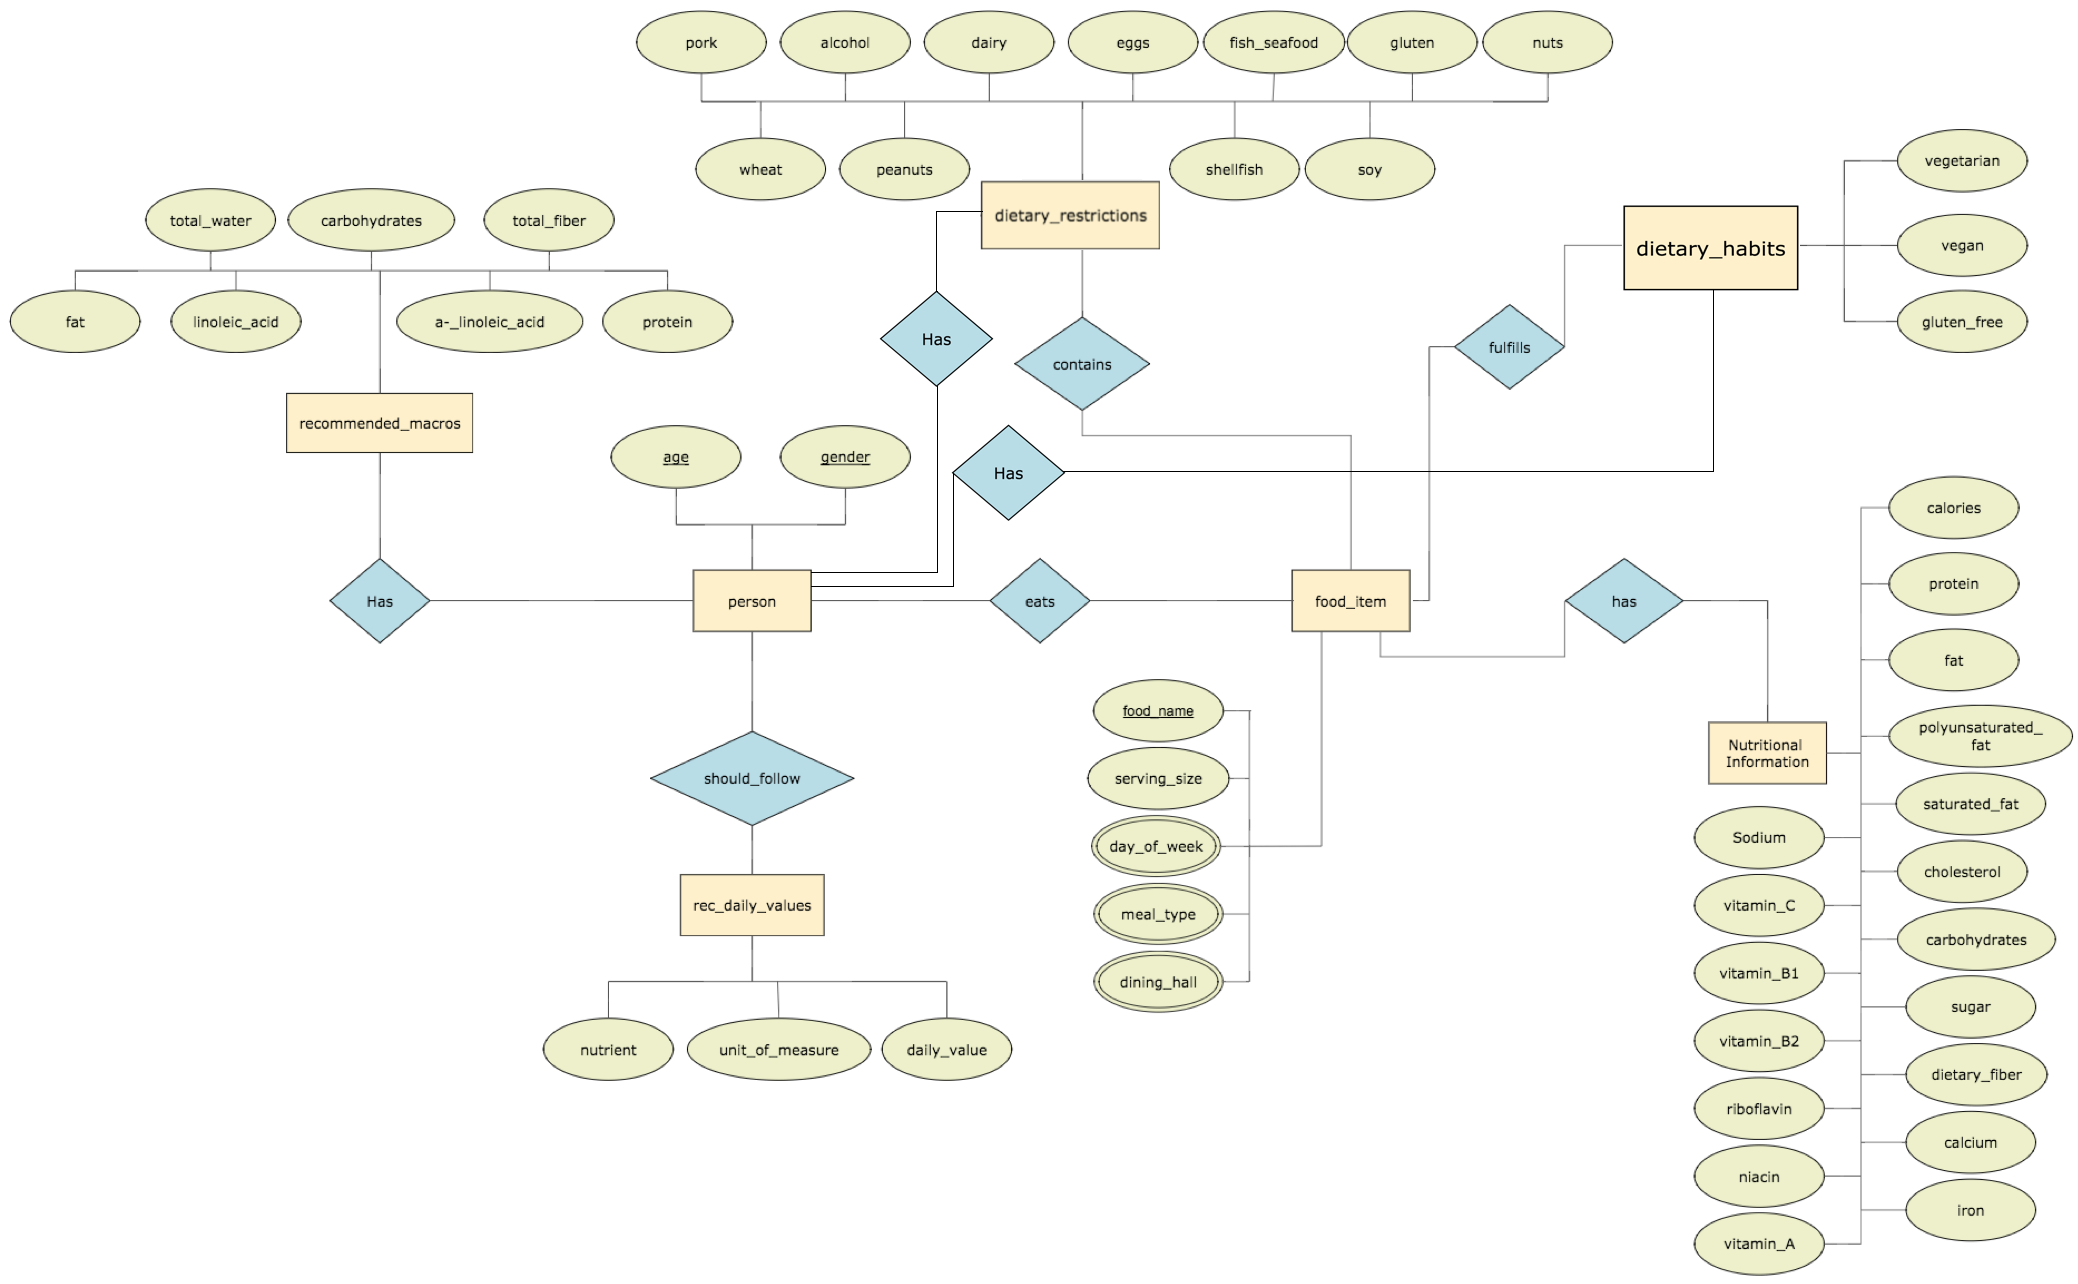 pork
alcohol
dairy
eggs
fish_seafood
gluten
nuts
wheat
peanuts
shellfish
soy
dietary_restrictions
vegetarian
vegan
gluten_free
dietary_habits
total_water
carbohydrates
total_fiber
fat
linoleic_acid
a-_linoleic_acid
protein
recommended_macros
Has
contains
fulfills
age
gender
Has
Has
person
eats
food_item
has
calories
protein
fat
polyunsaturated_
fat
saturated_fat
cholesterol
carbohydrates
sugar
dietary_fiber
calcium
iron
Nutritional
Information
Sodium
vitamin_C
vitamin_B1
vitamin_B2
riboflavin
niacin
vitamin_A
food_name
serving_size
day_of_week
meal_type
dining_hall
should_follow
rec_daily_values
nutrient
unit_of_measure
daily_value